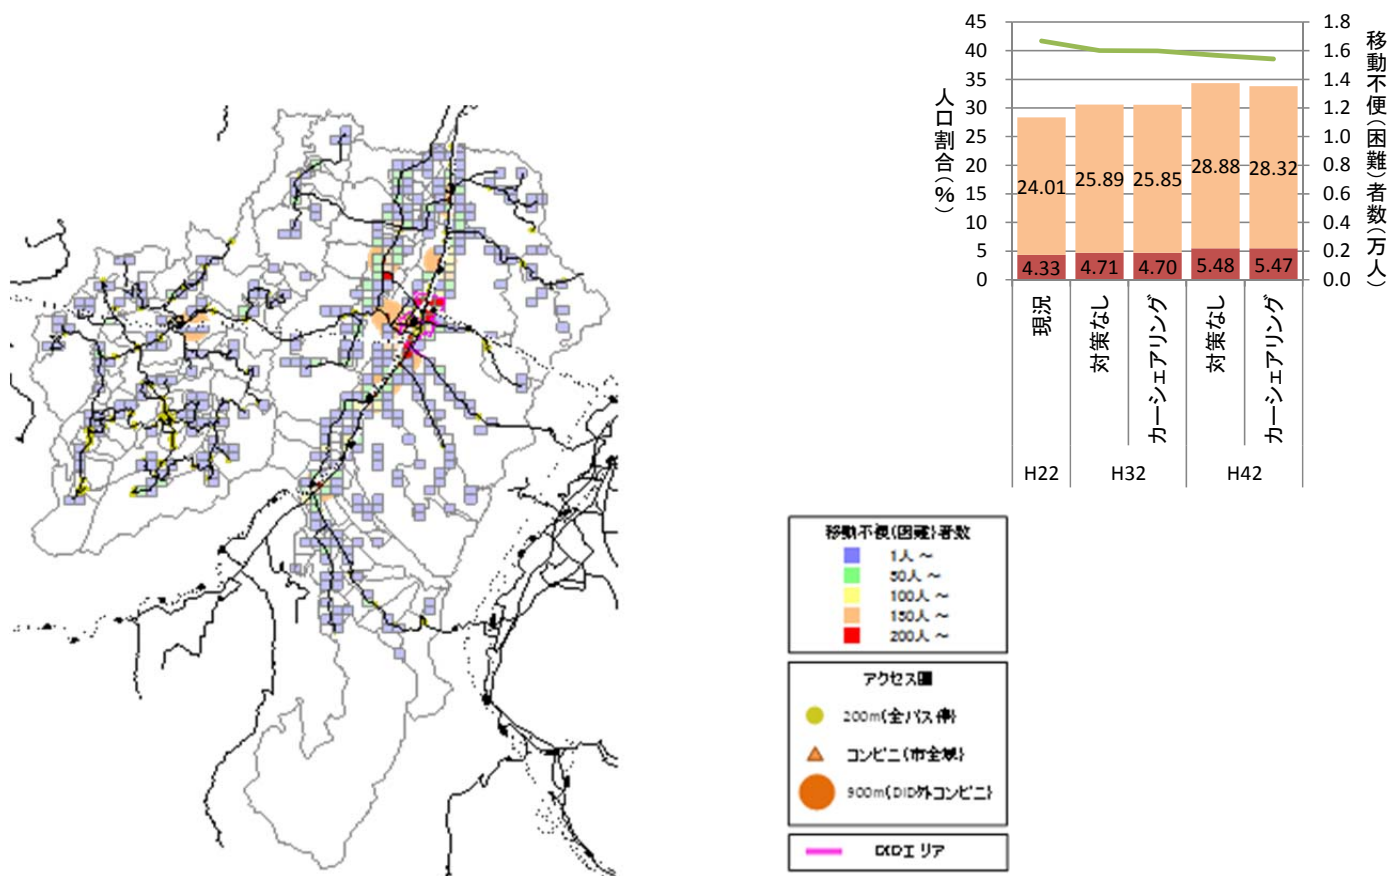 45
40
35
30
25
20
15
10
5
0
人口割合(%)
1.8
1.6
1.4
1.2
1.0
0.8
0.6
0.4
0.2
0.0
移動不便(困難)者数(万人)
24.01
25.89
25.85
28.88
28.32
4.33
4.71
4.70
5.48
5.47
現況
対策なし
カーシェアリング
対策なし
カーシェアリング
H22
H32
H42
移動不便(困難)者数
1人 ~
50人 ~
100人 ~
150人 ~
200人 ~
アクセス圏
200m(全バス停)
コンビニ(市全域)
900m(DID外コンビニ)
DIDエリア